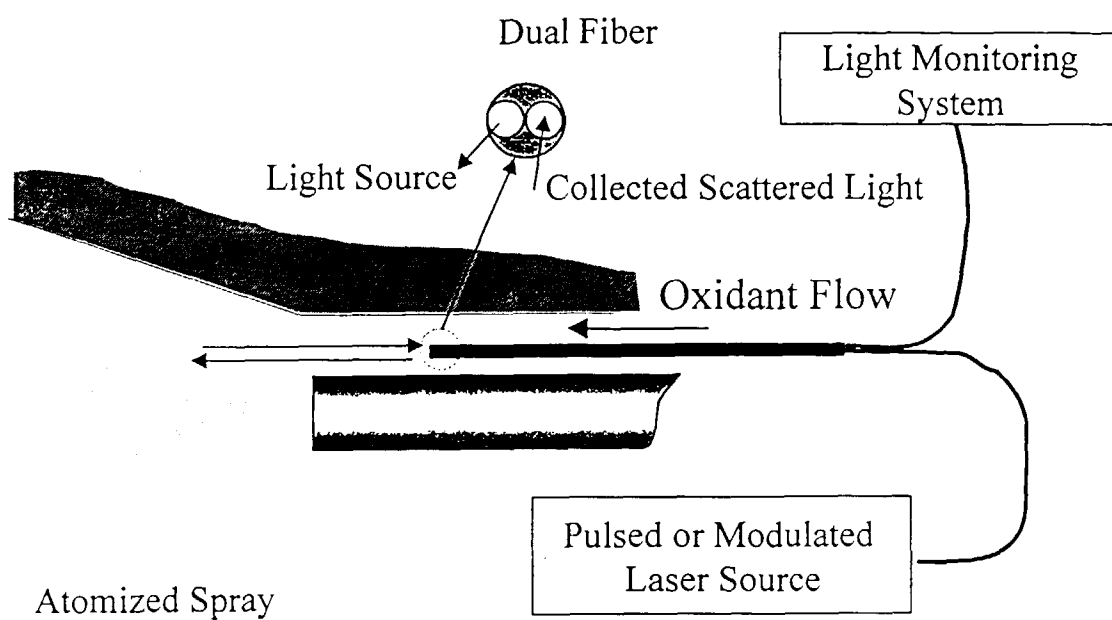 Dual Fiber
Light Monitoring
System
Light Source
Collected Scattered Light
Oxidant Flow
Pulsed or Modulated
Laser Source
Atomized Spray